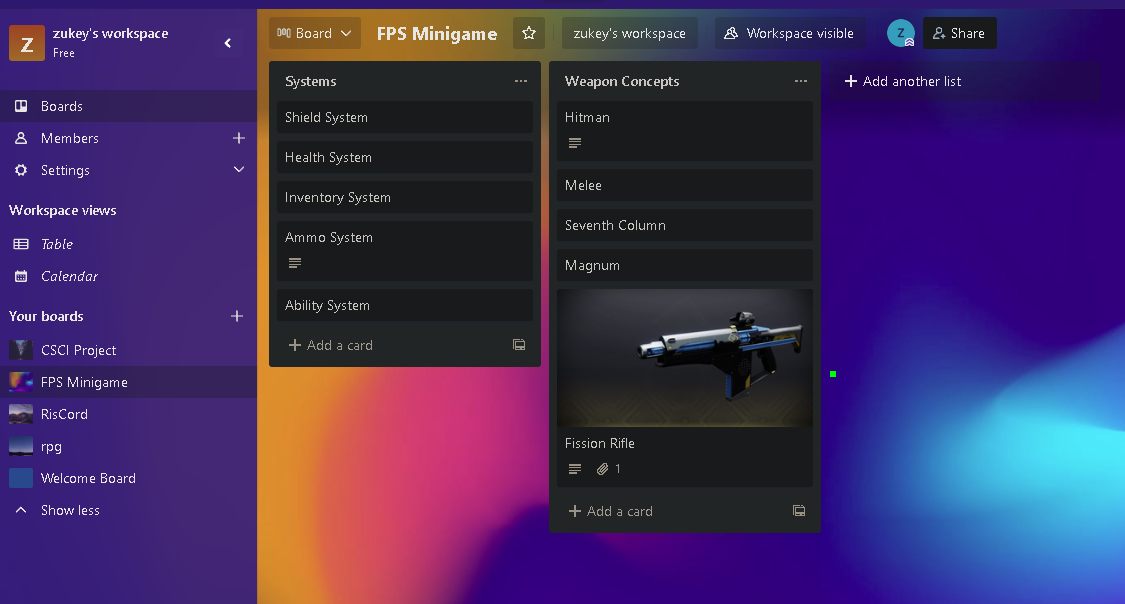 Z
zukey's workspace
Free
Boards
Members
Settings
Workspace views
Table
Calendar
Your boards
CSCI Project
FPS Minigame
RisCord
rpg
Welcome Board
Show less
Board
FPS Minigame
zukey's workspace
Workspace visible
Z
Share
Systems
Shield System
Health System
Inventory System
Ammo System
Ability System
Add a card
Weapon Concepts
Hitman
Melee
Seventh Column
Magnum
Fission Rifle
1
Add a card
Add another list